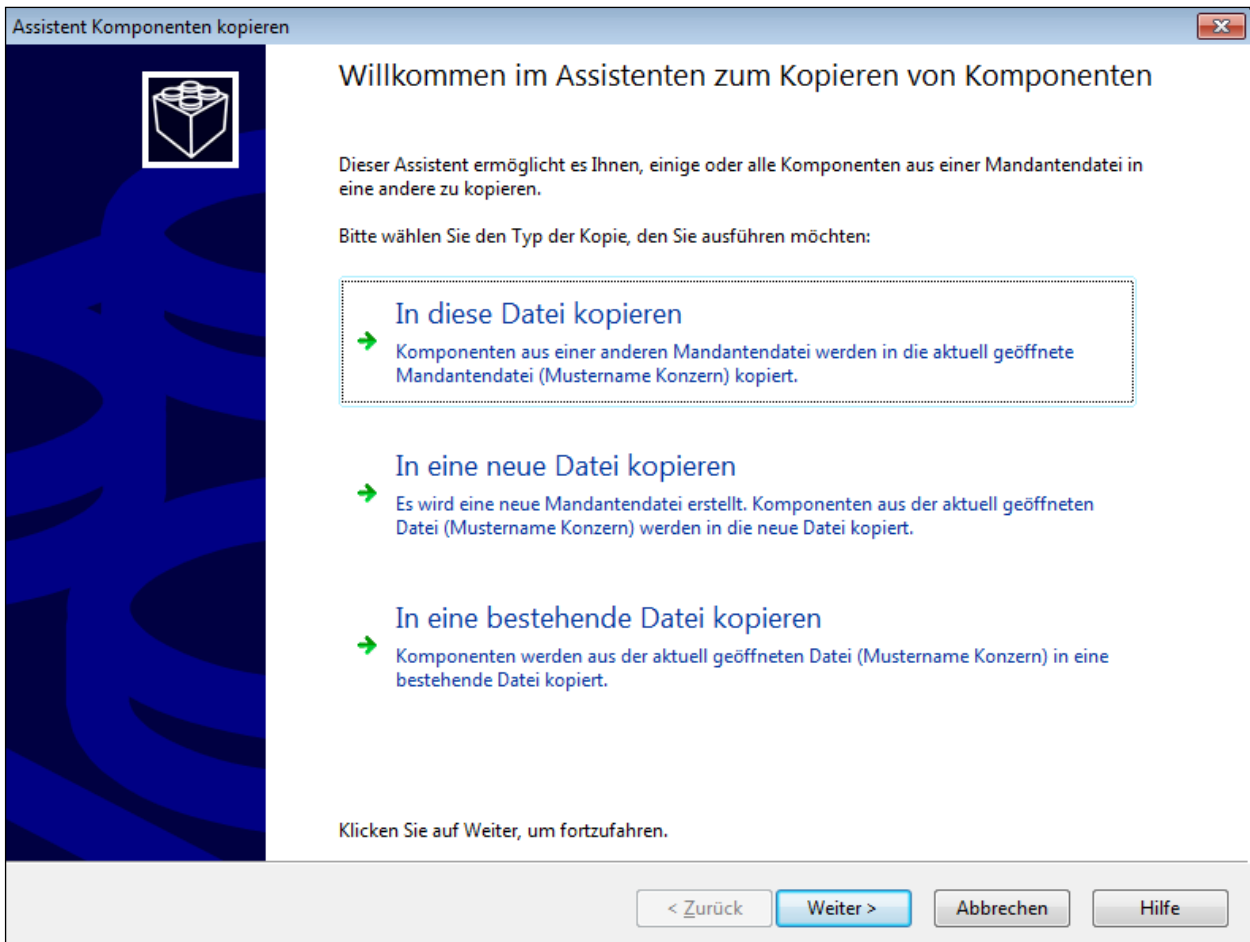 Assistent Komponenten kopieren
Willkommen im Assistenten zum Kopieren von Komponenten
Dieser Assistent ermöglicht es Ihnen, einige oder alle Komponenten aus einer Mandantendatei in
eine andere zu kopieren.
Bitte wählen Sie den Typ der Kopie, den Sie ausführen möchten:
In diese Datei kopieren
Komponenten aus einer anderen Mandantendatei werden in die aktuell geöffnete
Mandantendatei (Mustername Konzern) kopiert.
In eine neue Datei kopieren
Es wird eine neue Mandantendatei erstellt. Komponenten aus der aktuell geöffneten
Datei (Mustername Konzern) werden in die neue Datei kopiert.
In eine bestehende Datei kopieren
Komponenten werden aus der aktuell geöffneten Datei (Mustername Konzern) in eine
bestehende Datei kopiert.
Klicken Sie auf Weiter, um fortzufahren.
< Zurück Weiter > Abbrechen Hilfe